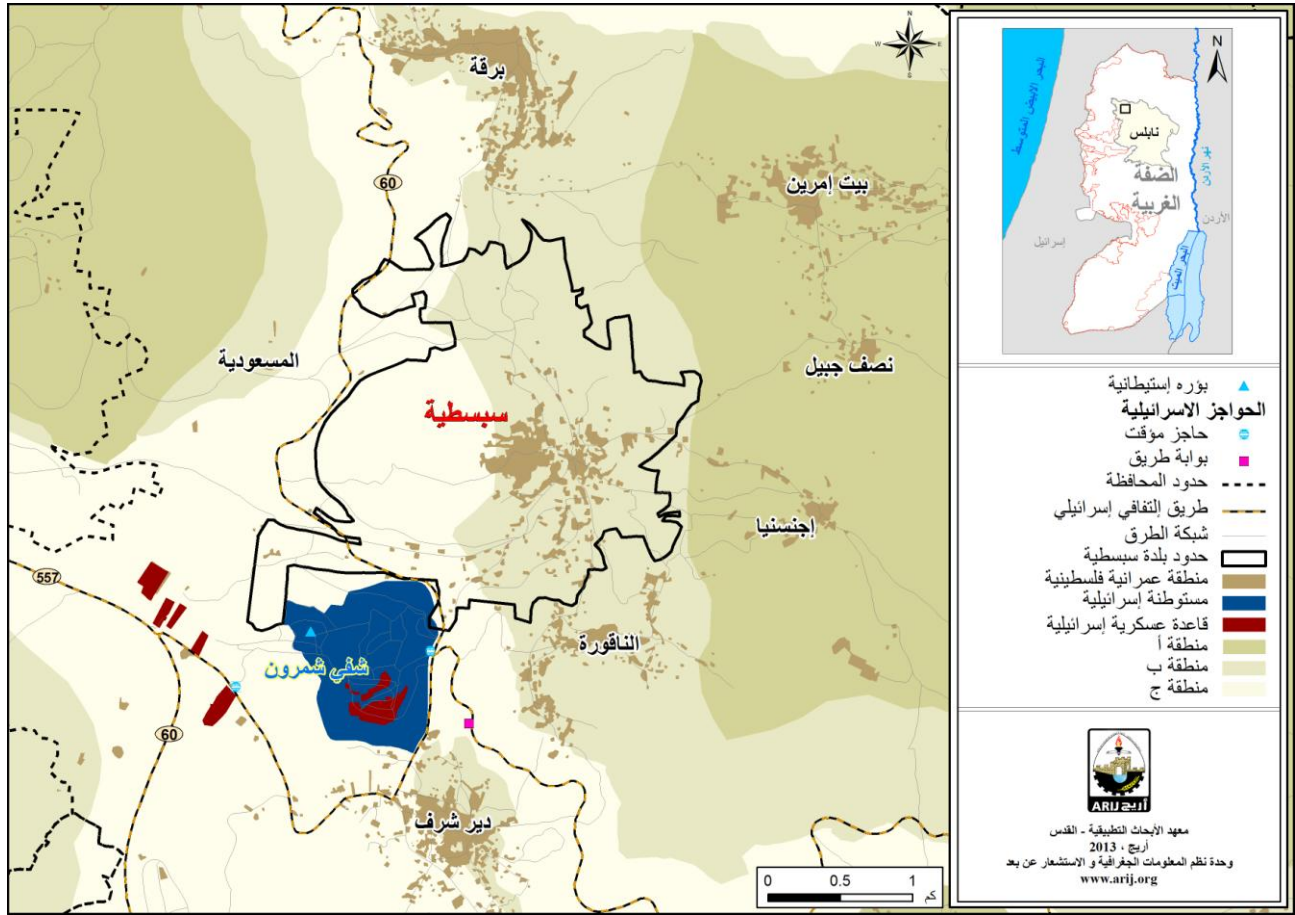 برقة
N
W
E
S
60
بيت إمرين
المسعودية
نصف جبيل
سبسطية
إجنسنيا
557
الناقورة
شفي شمرون
60
دير شرف
0 0.5 1
كم
N
البحر الأبيض المتوسط
نابلس
نهر الأردن
الضفة
الغربية
الأردن
إسرائيل
البحر الميت
بؤره إستيطانية
الحواجز الاسرائيلية
حاجز مؤقت
بوابة طريق
حدود المحافظة
طريق إلتفافي إسرائيلي
شبكة الطرق
حدود بلدة سبسطية
منطقة عمرانية فلسطينية
مستوطنة إسرائيلية
قاعدة عسكرية إسرائيلية
منطقة أ
منطقة ب
منطقة ج
أريج ARIJ
معهد الأبحاث التطبيقية - القدس
أريج ، 2013
وحدة نظم المعلومات الجغرافية و الاستشعار عن بعد
www.arij.org